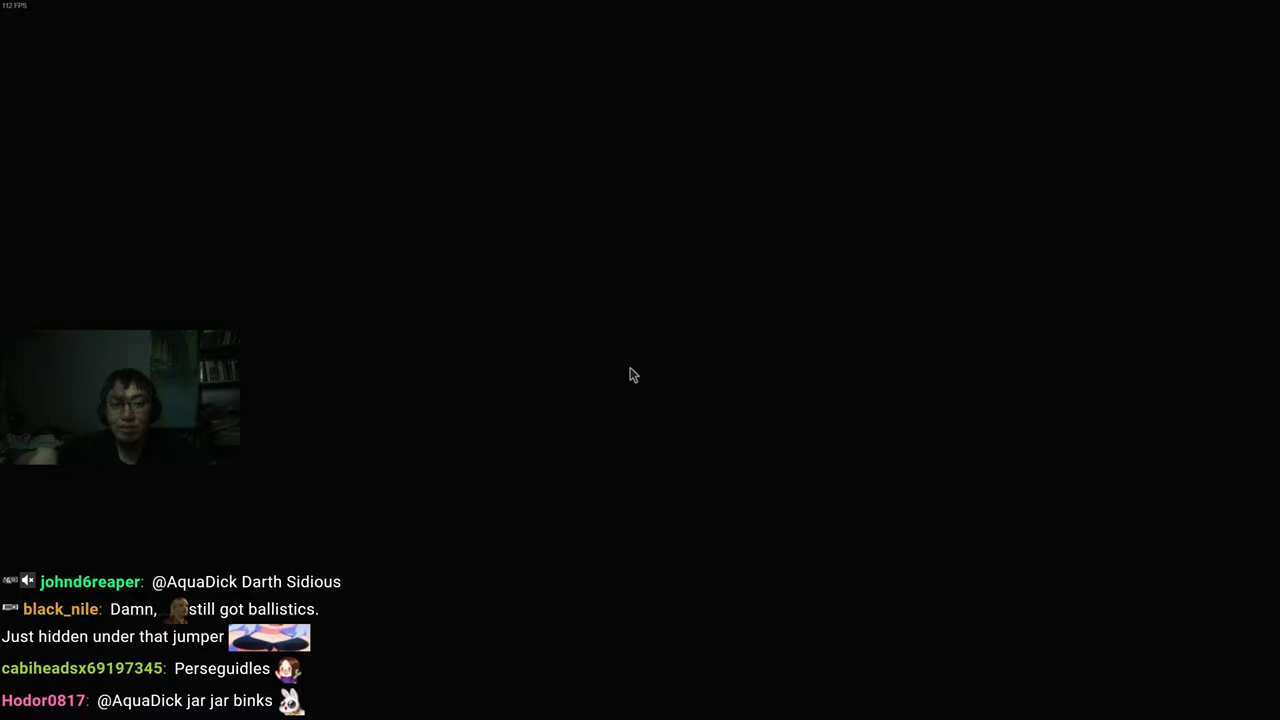 112 FPS
johnd6reaper: @AquaDick Darth Sidious
black_nile: Damn, still got ballistics.
Just hidden under that jumper
cabiheadsx69197345: Perseguidles
Hodor0817: @AquaDick jar jar binks